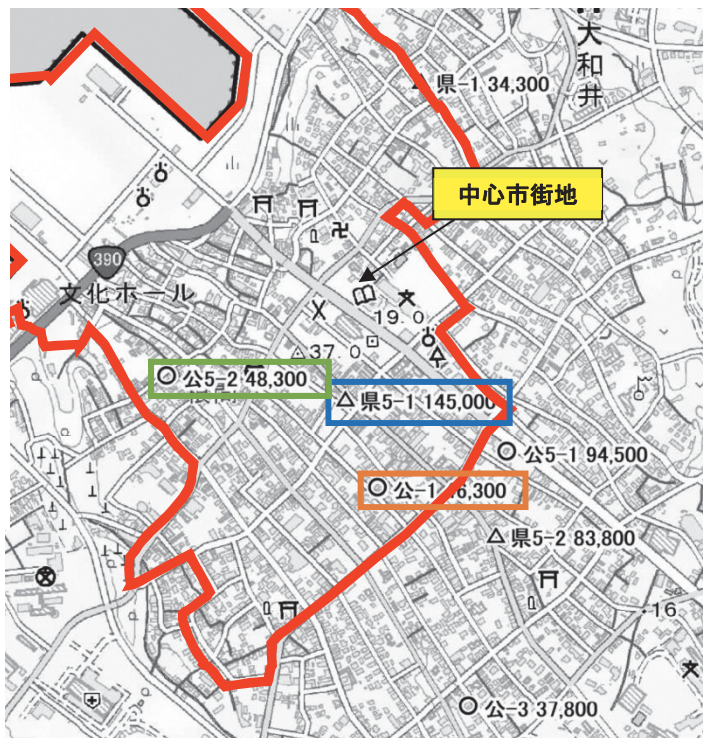 大和井
県-1 34,300
中心市街地
390
文化ホール
19.0
37.0
公5-2 48,300
県5-1 145,000
公5-1 94,500
公-1 46,300
県5-2 83,800
16
公-3 37,800